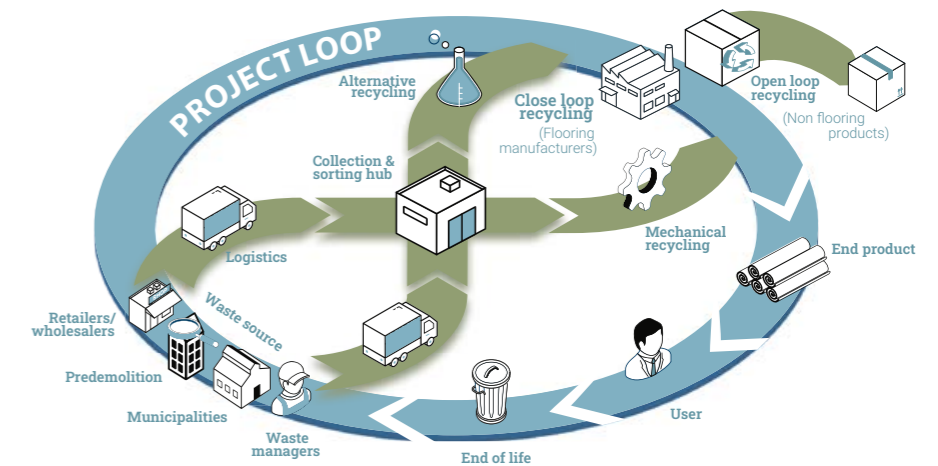 PROJECT LOOP
Alternative
recycling
Close loop
recycling
(Flooring
manufacturers)
Open loop
recycling
(Non flooring
products)
Collection &
sorting hub
Mechanical
recycling
Logistics
End product
Waste source
Retailers/
wholesalers
Predemolition
Municipalities
Waste
managers
End of life
User